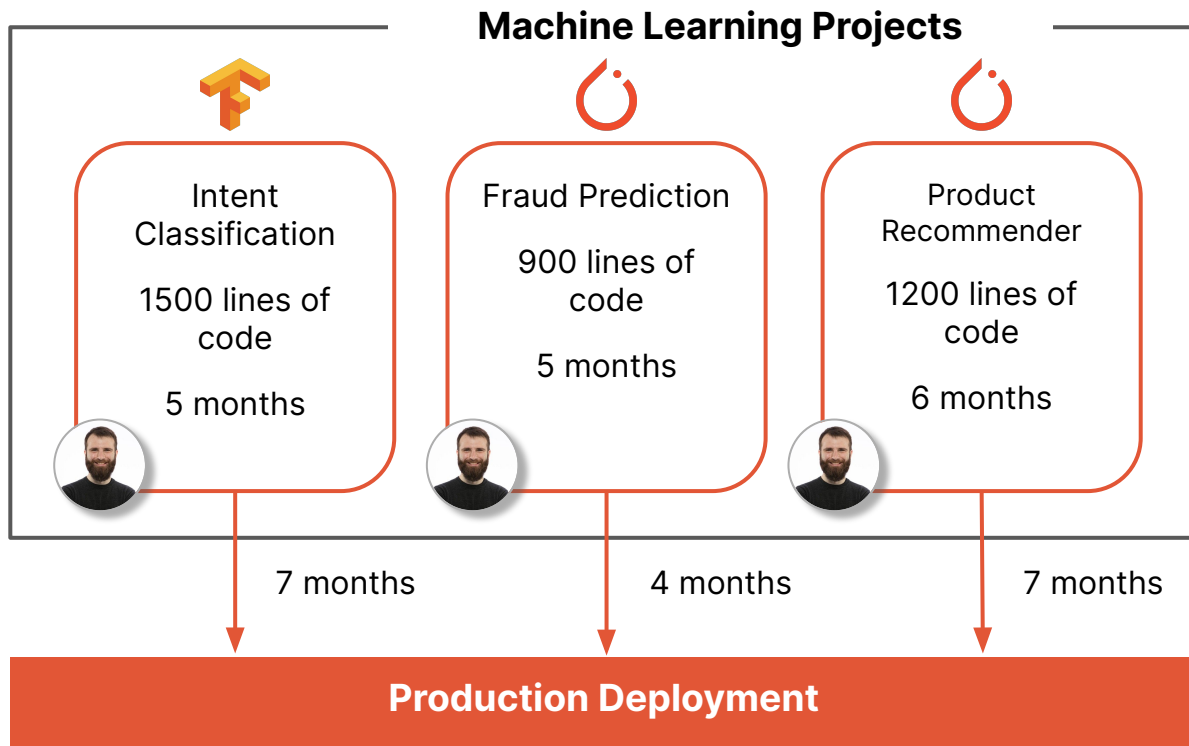 Machine Learning Projects
Intent
Classification
1500 lines of
code
5 months
Fraud Prediction
900 lines of
code
5 months
Product
Recommender
1200 lines of
code
6 months
7 months
4 months
7 months
Production Deployment